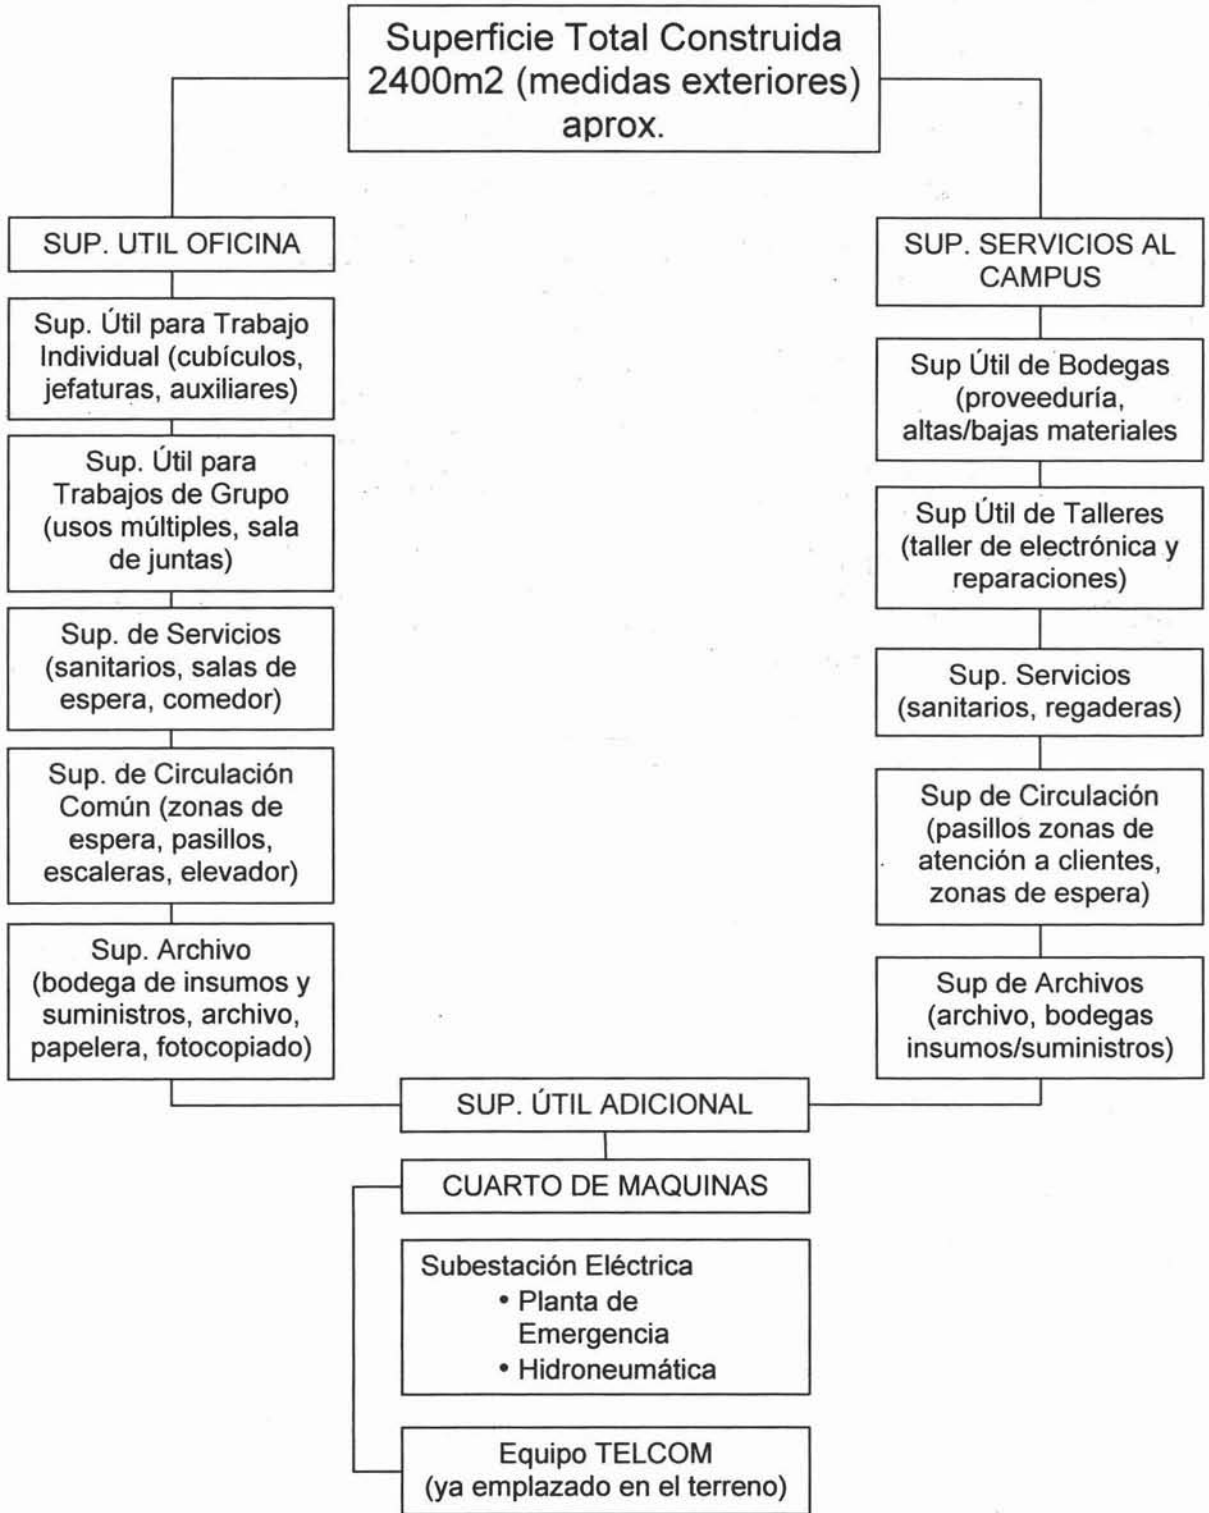 Superficie Total Construida
2400m2 (medidas exteriores)
aprox.
SUP. UTIL OFICINA
Sup. Útil para Trabajo
Individual (cubículos,
jefaturas, auxiliares)
Sup. Útil para
Trabajos de Grupo
(usos múltiples, sala
de juntas)
Sup. de Servicios
(sanitarios, salas de
espera, comedor)
Sup. de Circulación
Común (zonas de
espera, pasillos,
escaleras, elevador)
Sup. Archivo
(bodega de insumos y
suministros, archivo,
papelera, fotocopiado)
SUP. SERVICIOS AL
CAMPUS
Sup Útil de Bodegas
(proveeduría,
altas/bajas materiales
Sup Útil de Talleres
(taller de electrónica y
reparaciones)
Sup. Servicios
(sanitarios, regaderas)
Sup de Circulación
(pasillos zonas de
atención a clientes,
zonas de espera)
Sup de Archivos
(archivo, bodegas
insumos/suministros)
SUP. ÚTIL ADICIONAL
CUARTO DE MAQUINAS
Subestación Eléctrica
• Planta de
Emergencia
• Hidroneumática
Equipo TELCOM
(ya emplazado en el terreno)